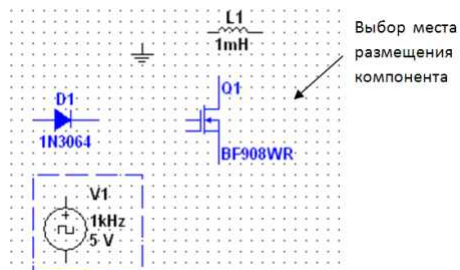 L1
1mH
Выбор места
размещения
компонента
Q1
D1
1N3064
BF908WR
V1
1kHz
5 V